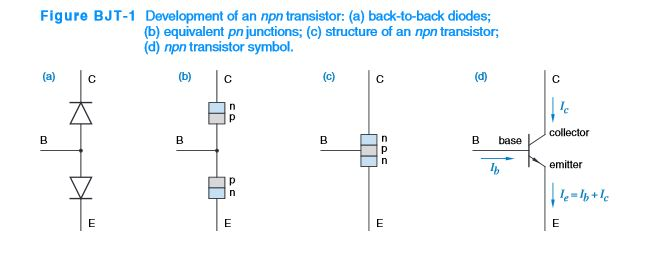 Figure BJT-1 Development of an npn transistor: (a) back-to-back diodes;
(b) equivalent pn junctions; (c) structure of an npn transistor;
(d) npn transistor symbol.
(a)
C
B
E
(b)
C
n
p
B
p
n
E
(c)
C
B
n
p
n
E
(d)
C
Ic
collector
B
base
Ib
emitter
Ie = Ib + Ic
E